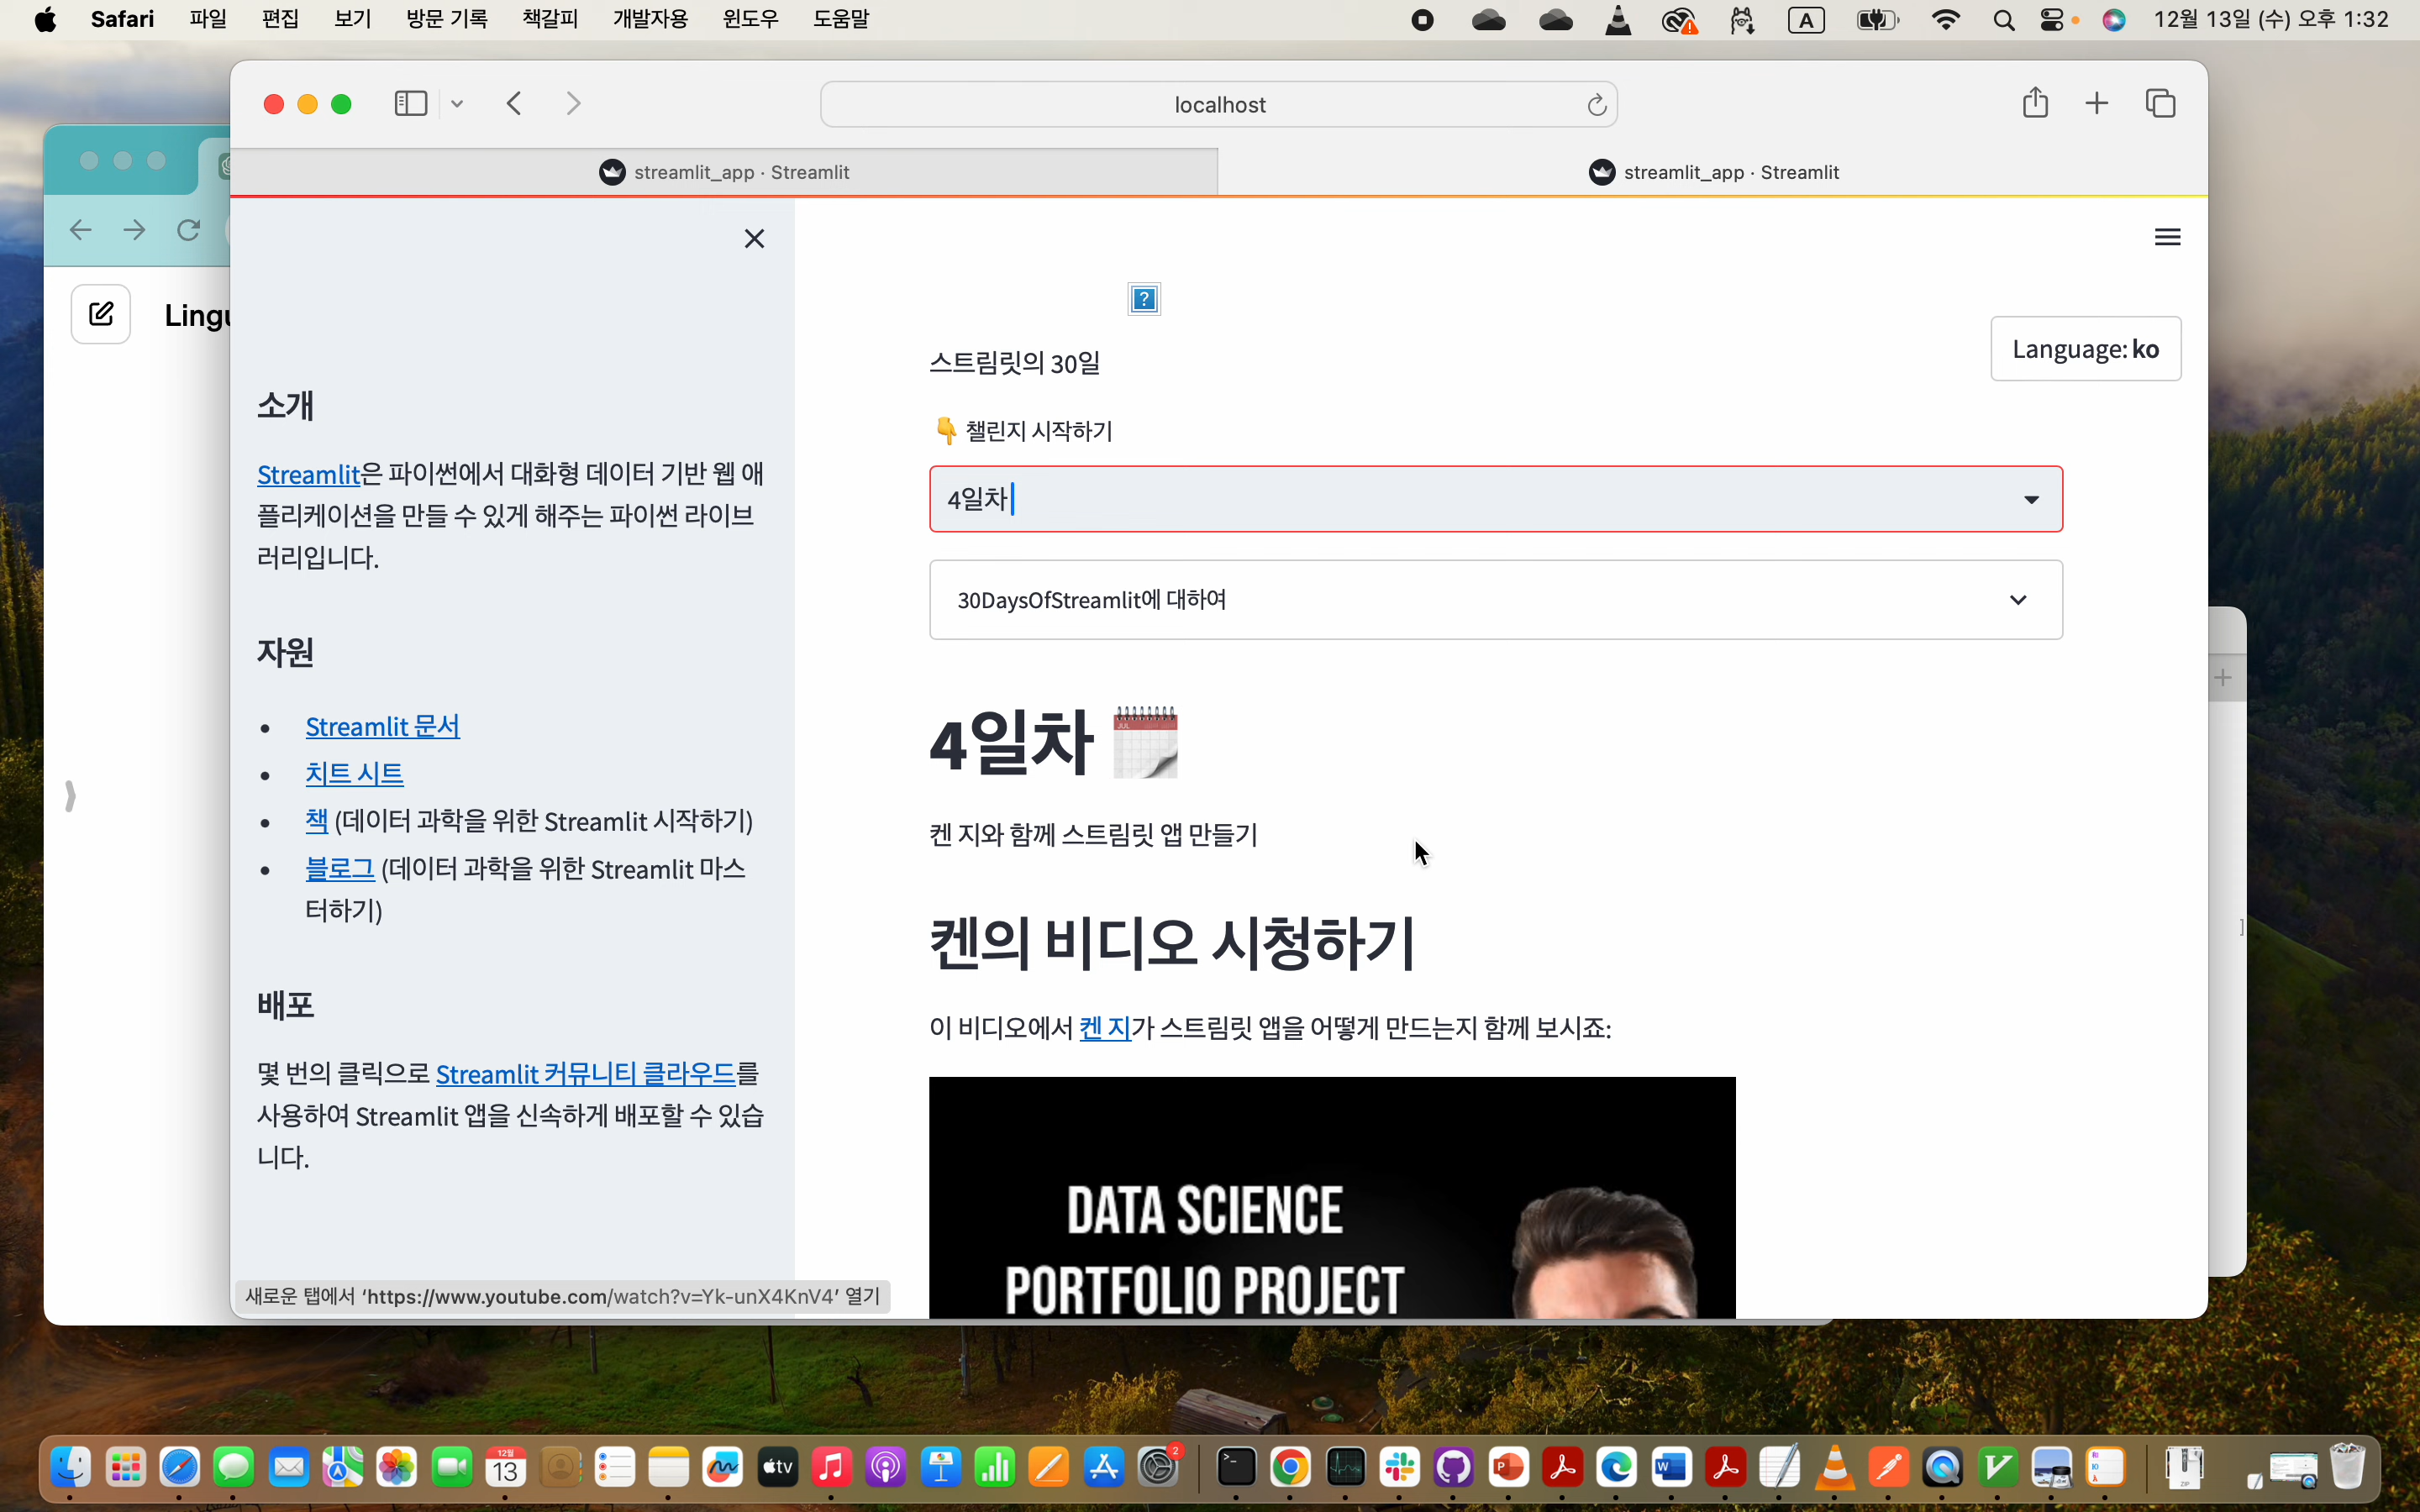 Safari 파일 편집 보기 방문 기록 책갈피 개발자용 윈도우 도움말
A
12월 13일 (수) 오후 1:32
localhost
streamlit_app · Streamlit
streamlit_app · Streamlit
소개
Streamlit은 파이썬에서 대화형 데이터 기반 웹 애
플리케이션을 만들 수 있게 해주는 파이썬 라이브
러리입니다.
자원
Streamlit 문서
치트 시트
책 (데이터 과학을 위한 Streamlit 시작하기)
블로그 (데이터 과학을 위한 Streamlit 마스
터하기)
배포
몇 번의 클릭으로 Streamlit 커뮤니티 클라우드를
사용하여 Streamlit 앱을 신속하게 배포할 수 있습
니다.
새로운 탭에서 ‘https://www.youtube.com/watch?v=Yk-unX4KnV4’ 열기
스트림릿의 30일
Language: ko
👇 챌린지 시작하기
4일차
30DaysOfStreamlit에 대하여
4일차
JUL
켄 지와 함께 스트림릿 앱 만들기
켄의 비디오 시청하기
이 비디오에서 켄 지가 스트림릿 앱을 어떻게 만드는지 함께 보시죠:
DATA SCIENCE
PORTFOLIO PROJECT
12월
13
tv
2
ZIP